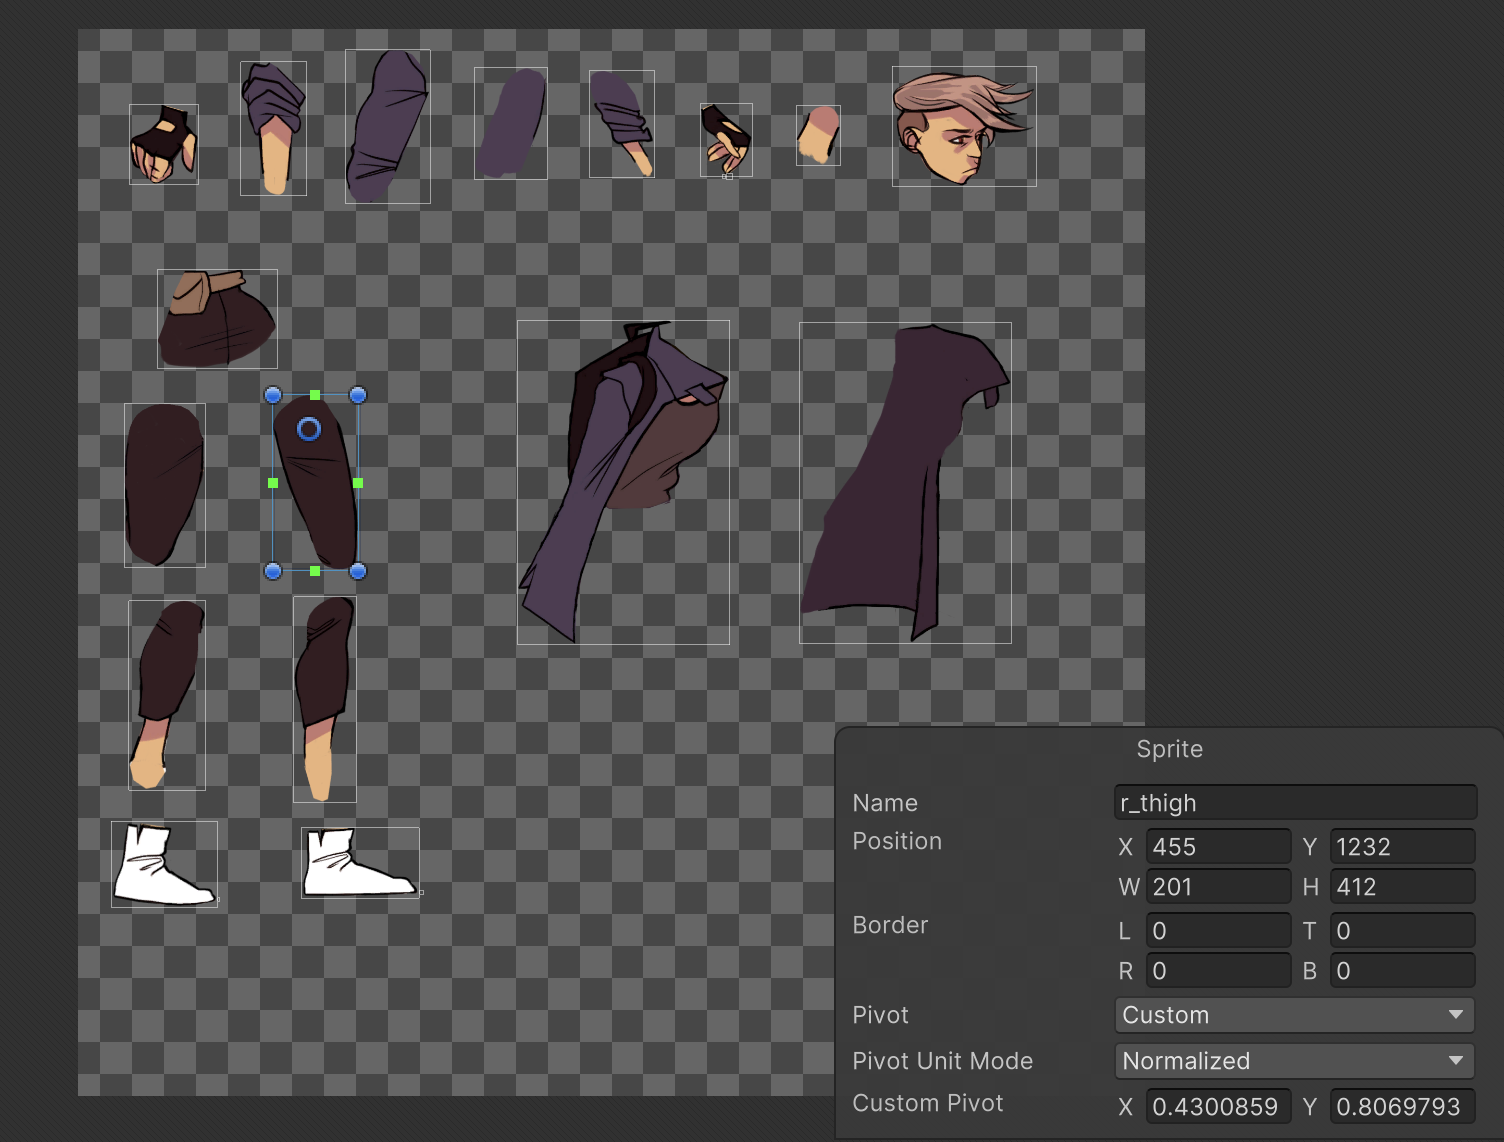 Sprite
Name r_thigh
Position
X 455 Y 1232
W 201 H 412
Border
L 0 T 0
R 0 B 0
Pivot Custom
Pivot Unit Mode Normalized
Custom Pivot X 0.4300859 Y 0.8069793